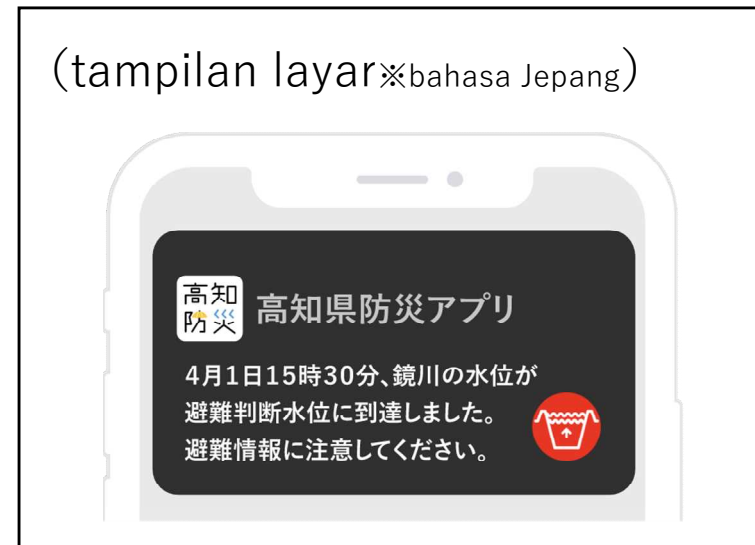 (tampilan layar※bahasa Jepang)
高知
防災
高知県防災アプリ
4月1日15時30分、鏡川の水位が
避難判断水位に到達しました。
避難情報に注意してください。